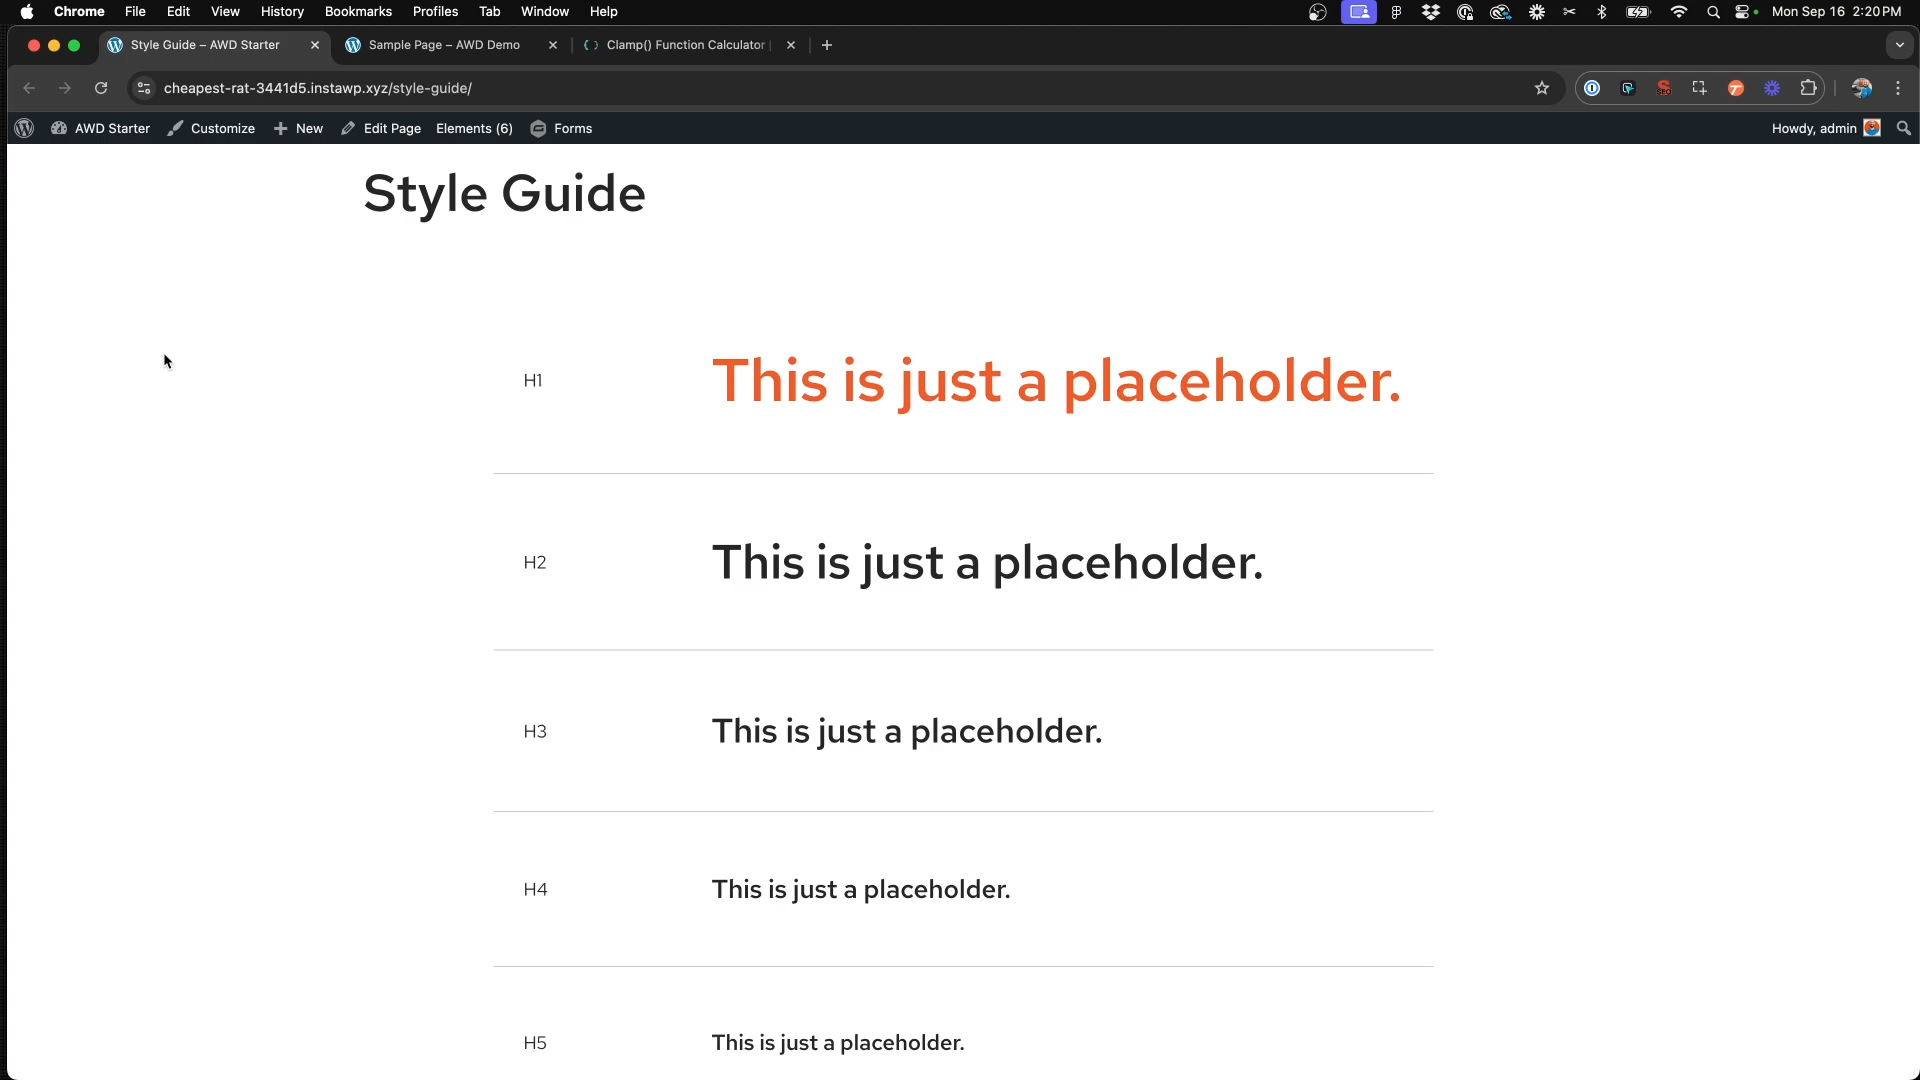 Chrome File Edit View History Bookmarks Profiles Tab Window Help Mon Sep 16 2:20 PM
Style Guide – AWD Starter Sample Page – AWD Demo Clamp() Function Calculator
cheapest-rat-3441d5.instawp.xyz/style-guide/
AWD Starter Customize New Edit Page Elements (6) Forms Howdy, admin
Style Guide
H1 This is just a placeholder.
H2 This is just a placeholder.
H3 This is just a placeholder.
H4 This is just a placeholder.
H5 This is just a placeholder.